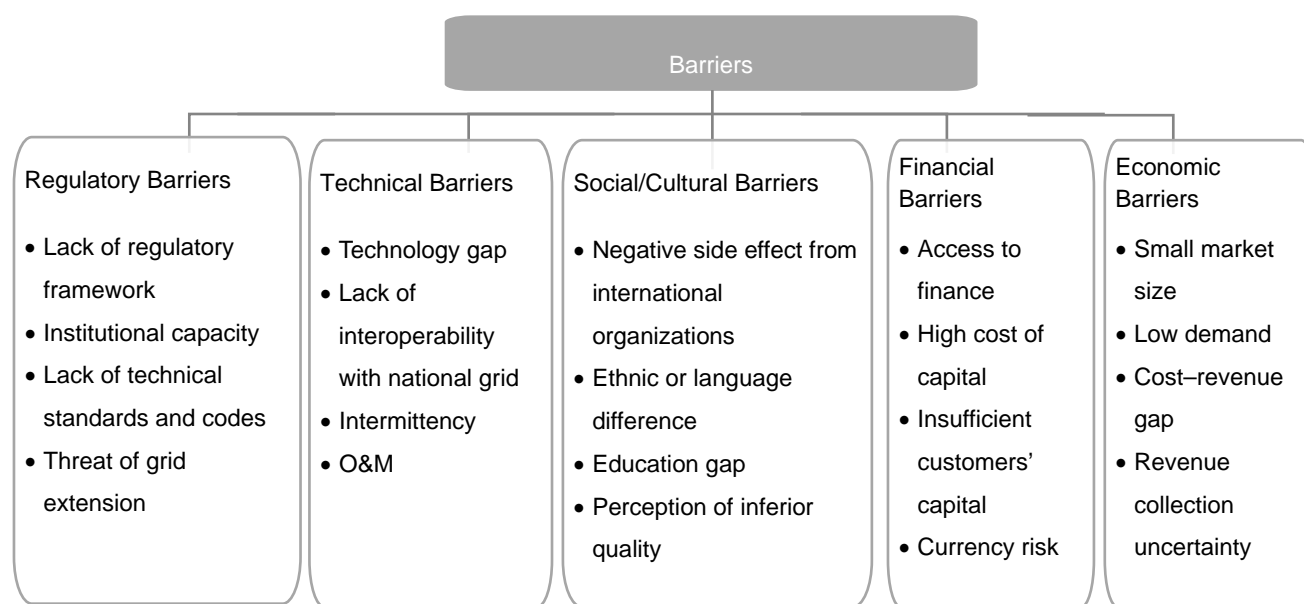 Barriers
Regulatory Barriers
• Lack of regulatory
framework
• Institutional capacity
• Lack of technical
standards and codes
• Threat of grid
extension
Technical Barriers
• Technology gap
• Lack of
interoperability
with national grid
• Intermittency
• O&M
Social/Cultural Barriers
• Negative side effect from
international
organizations
• Ethnic or language
difference
• Education gap
• Perception of inferior
quality
Financial
Barriers
• Access to
finance
• High cost of
capital
• Insufficient
customers’
capital
• Currency risk
Economic
Barriers
• Small market
size
• Low demand
• Cost–revenue
gap
• Revenue
collection
uncertainty